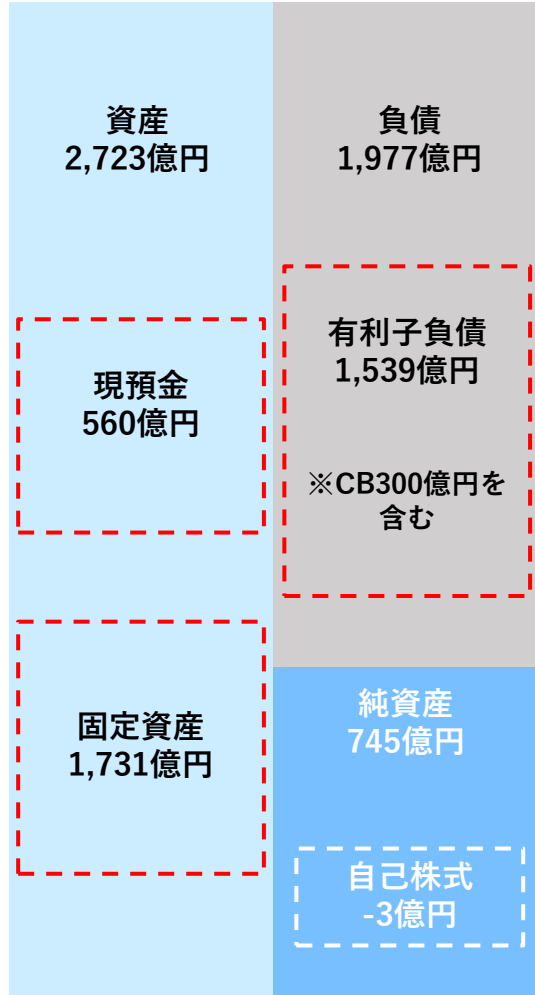 資産
2,723億円
現預金
560億円
固定資産
1,731億円
負債
1,977億円
有利子負債
1,539億円
※CB300億円を
含む
純資産
745億円
自己株式
-3億円